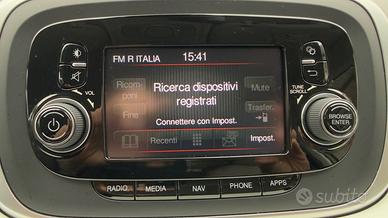 FM R ITALIA 15:41
Ricom
poni
Ricerca dispositivi
registrati
Mute
Fine
Trasfer.
Connettere con Impost.
Recenti
Impost.
VOL
TUNE
SCROLL
BROWSE
ENTER
RADIO MEDIA NAV PHONE APPS
subito